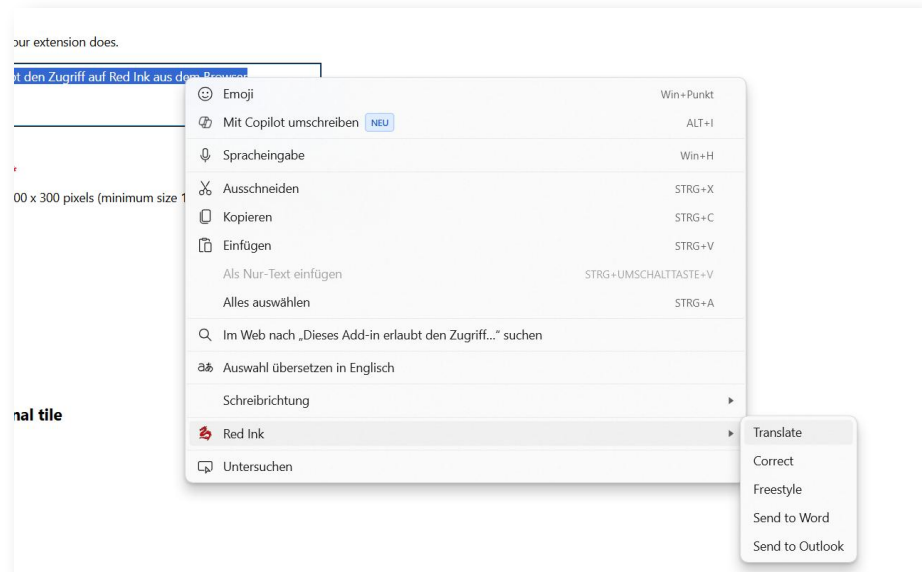 our extension does.
bt den Zugriff auf Red Ink aus dem Browser
*
00 x 300 pixels (minimum size 1
nal tile
Emoji Win+Punkt
Mit Copilot umschreiben NEU ALT+I
Spracheingabe Win+H
Ausschneiden STRG+X
Kopieren STRG+C
Einfügen STRG+V
Als Nur-Text einfügen STRG+UMSCHALTTASTE+V
Alles auswählen STRG+A
Im Web nach „Dieses Add-in erlaubt den Zugriff...“ suchen
Auswahl übersetzen in Englisch
Schreibrichtung
Red Ink
Untersuchen
Translate
Correct
Freestyle
Send to Word
Send to Outlook